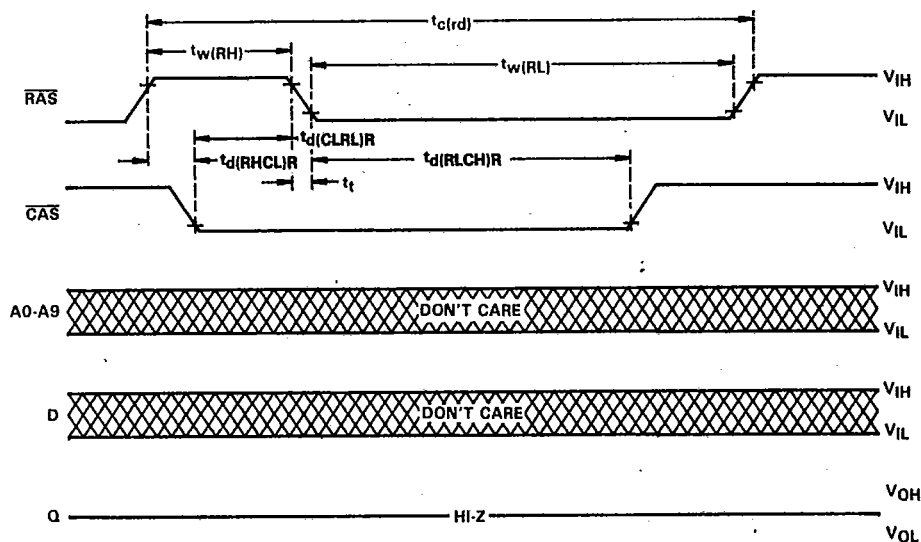 tc(rd)
tw(RH)
tw(RL)
RAS
VIH
VIL
td(CLRL)R
td(RHCL)R
td(RLCH)R
tt
CAS
VIH
VIL
A0-A9
DON'T CARE
VIH
VIL
D
DON'T CARE
VIH
VIL
Q
HI-Z
VOH
VOL